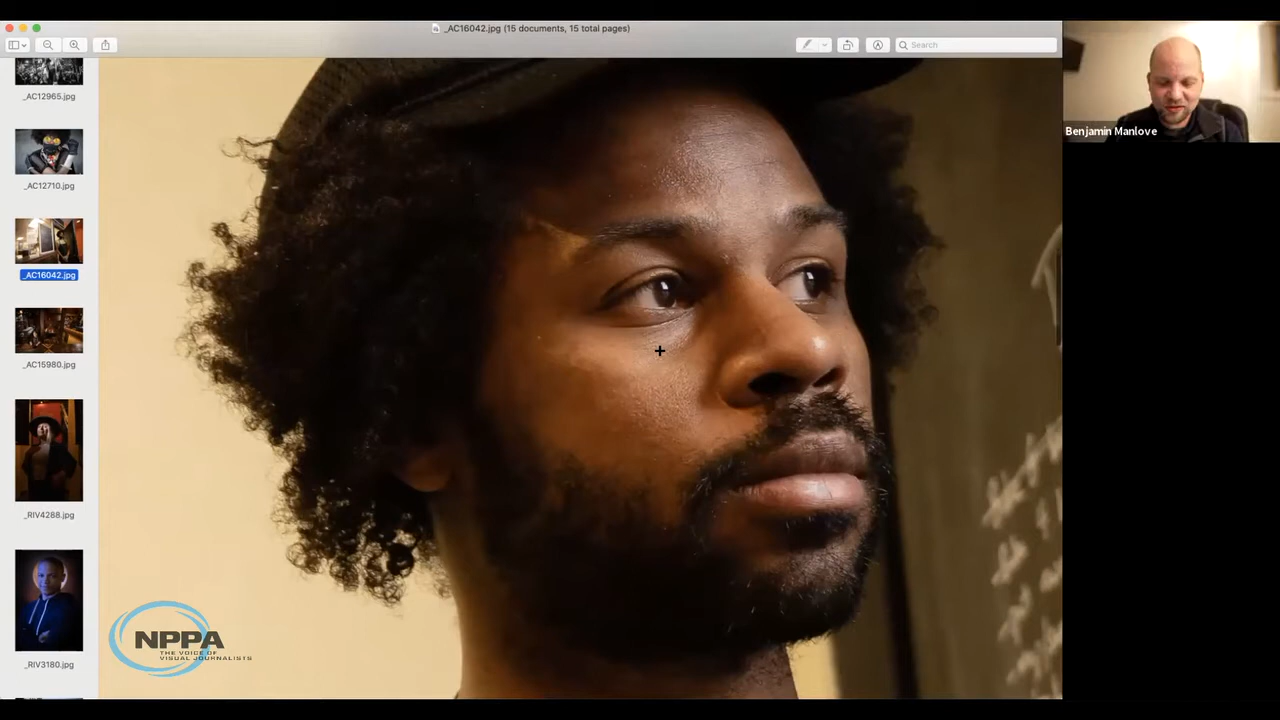 _AC16042.jpg (15 documents, 15 total pages)
Search
_AC12965.jpg
_AC12710.jpg
_AC16042.jpg
_AC15980.jpg
_RIV4288.jpg
_RIV3180.jpg
NPPA
THE VOICE OF
VISUAL JOURNALISTS
Benjamin Manlove